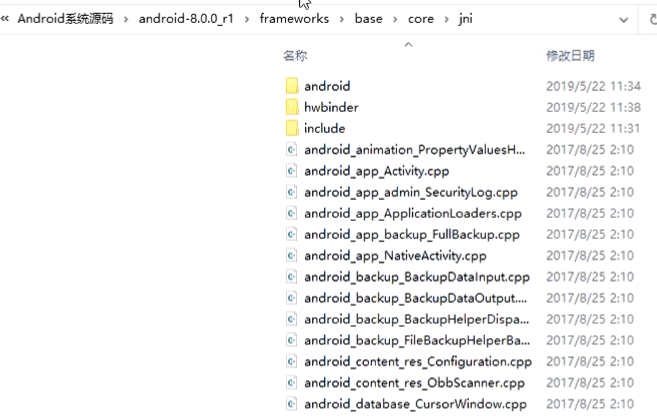 « Android系统源码 › android-8.0.0_r1 › frameworks › base › core › jni
名称 修改日期
android 2019/5/22 11:34
hwbinder 2019/5/22 11:38
include 2019/5/22 11:31
android_animation_PropertyValuesH... 2017/8/25 2:10
android_app_Activity.cpp 2017/8/25 2:10
android_app_admin_SecurityLog.cpp 2017/8/25 2:10
android_app_ApplicationLoaders.cpp 2017/8/25 2:10
android_app_backup_FullBackup.cpp 2017/8/25 2:10
android_app_NativeActivity.cpp 2017/8/25 2:10
android_backup_BackupDataInput.cpp 2017/8/25 2:10
android_backup_BackupDataOutput.... 2017/8/25 2:10
android_backup_BackupHelperDispa... 2017/8/25 2:10
android_backup_FileBackupHelperBa... 2017/8/25 2:10
android_content_res_Configuration.cpp 2017/8/25 2:10
android_content_res_ObbScanner.cpp 2017/8/25 2:10
android_database_CursorWindow.cpp 2017/8/25 2:10